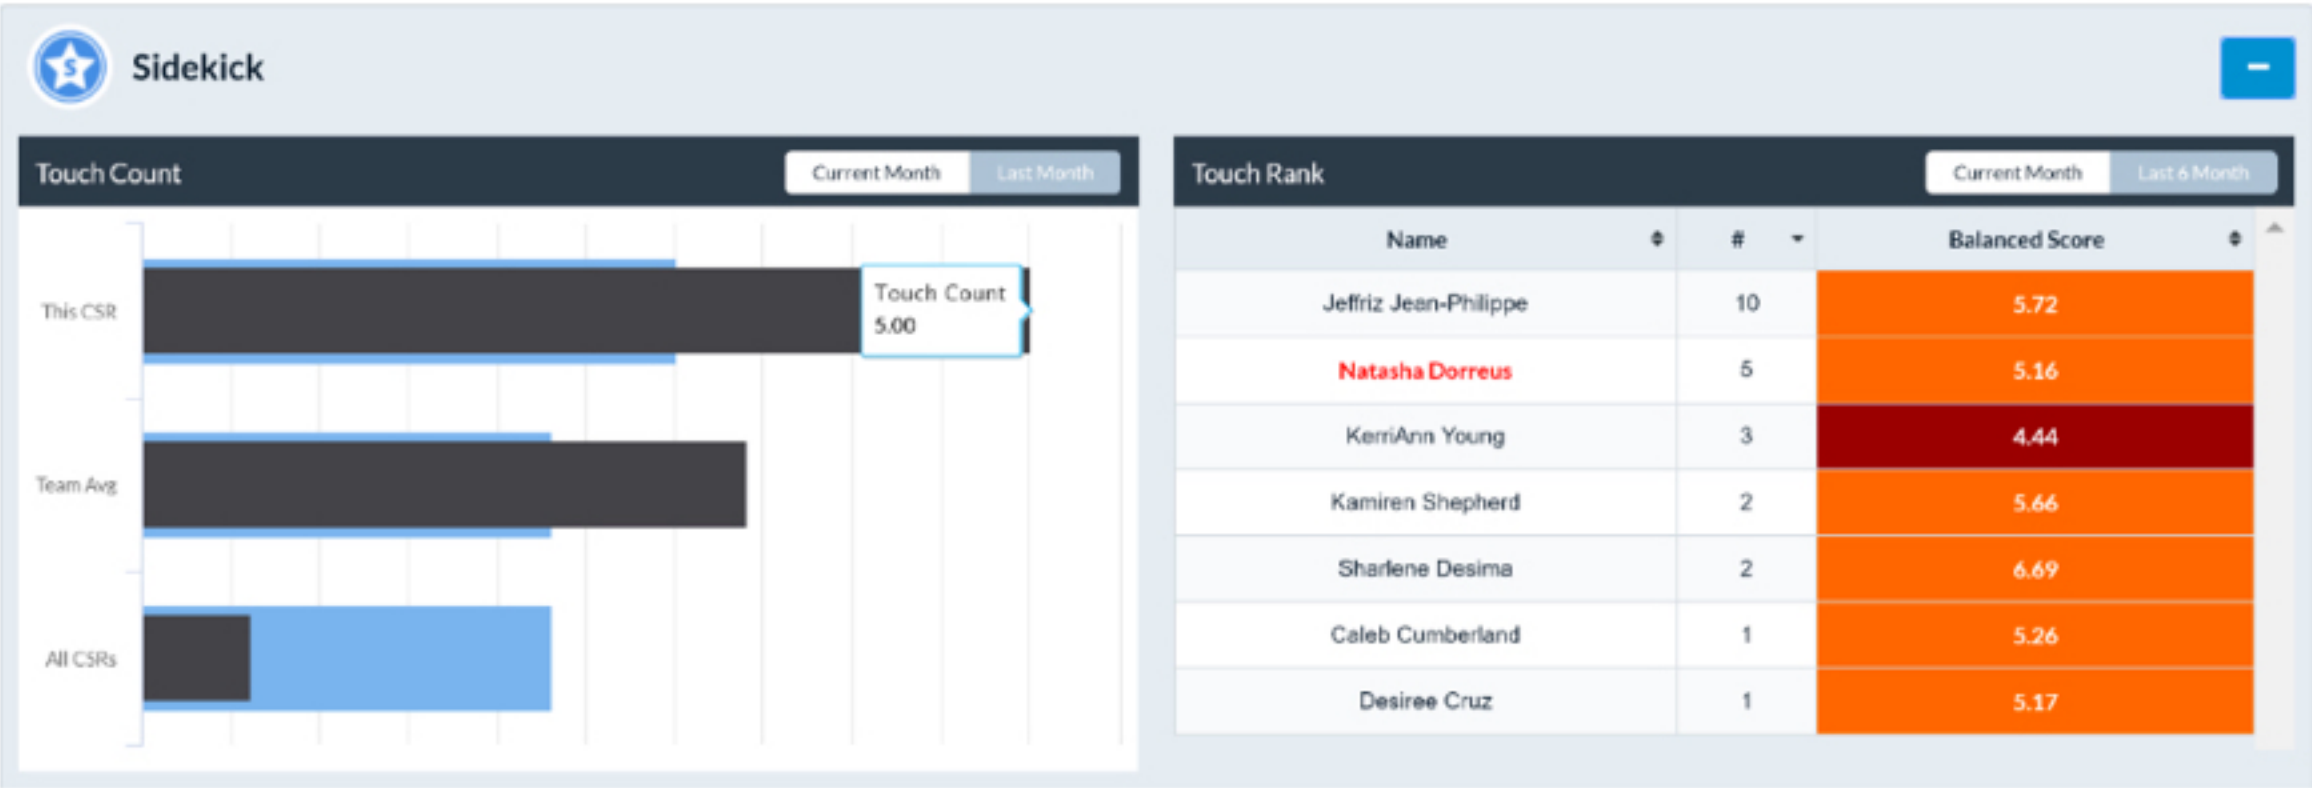 S
Sidekick
Touch Count
Current Month Last Month
This CSR
Touch Count
5.00
Team Avg
All CSRs
Touch Rank
Current Month Last 6 Month
Name # Balanced Score
Jeffriz Jean-Philippe 10 5.72
Natasha Dorreus 5 5.16
KerriAnn Young 3 4.44
Kamiren Shepherd 2 5.66
Sharlene Desima 2 6.69
Caleb Cumberland 1 5.26
Desiree Cruz 1 5.17